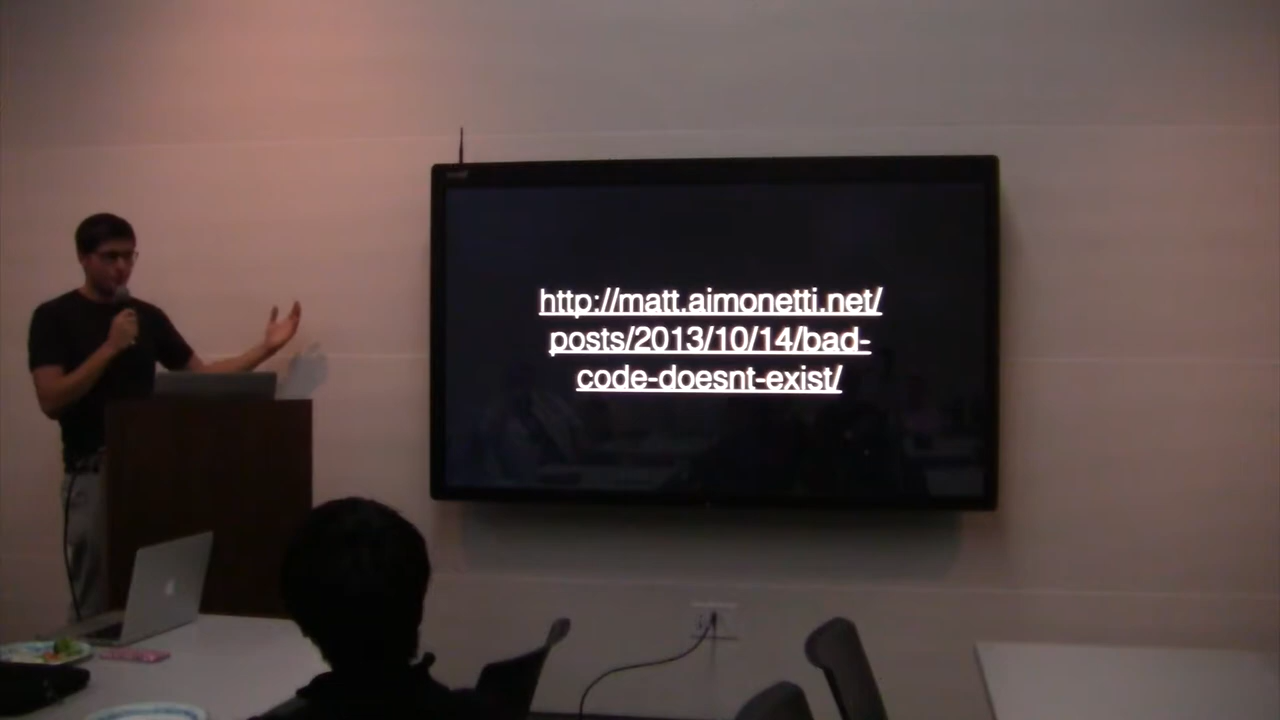 http://matt.aimonetti.net/
posts/2013/10/14/bad-
code-doesnt-exist/